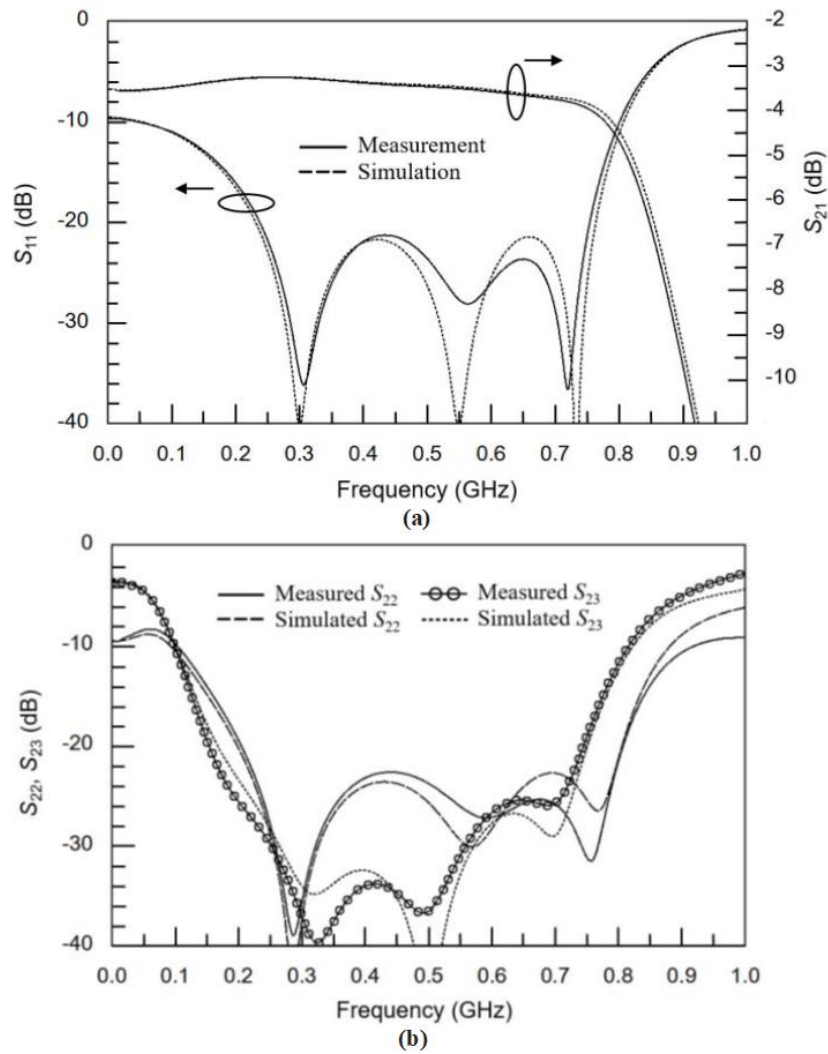 0 -2
-3
-4
-10
-5
Measurement
Simulation
-6
S11 (dB)
S21 (dB)
-20
-7
-8
-30
-9
-10
-40
0.0 0.1 0.2 0.3 0.4 0.5 0.6 0.7 0.8 0.9 1.0
Frequency (GHz)
(a)
0
Measured S22 Measured S23
Simulated S22 Simulated S23
-10
S22, S23 (dB)
-20
-30
-40
0.0 0.1 0.2 0.3 0.4 0.5 0.6 0.7 0.8 0.9 1.0
Frequency (GHz)
(b)